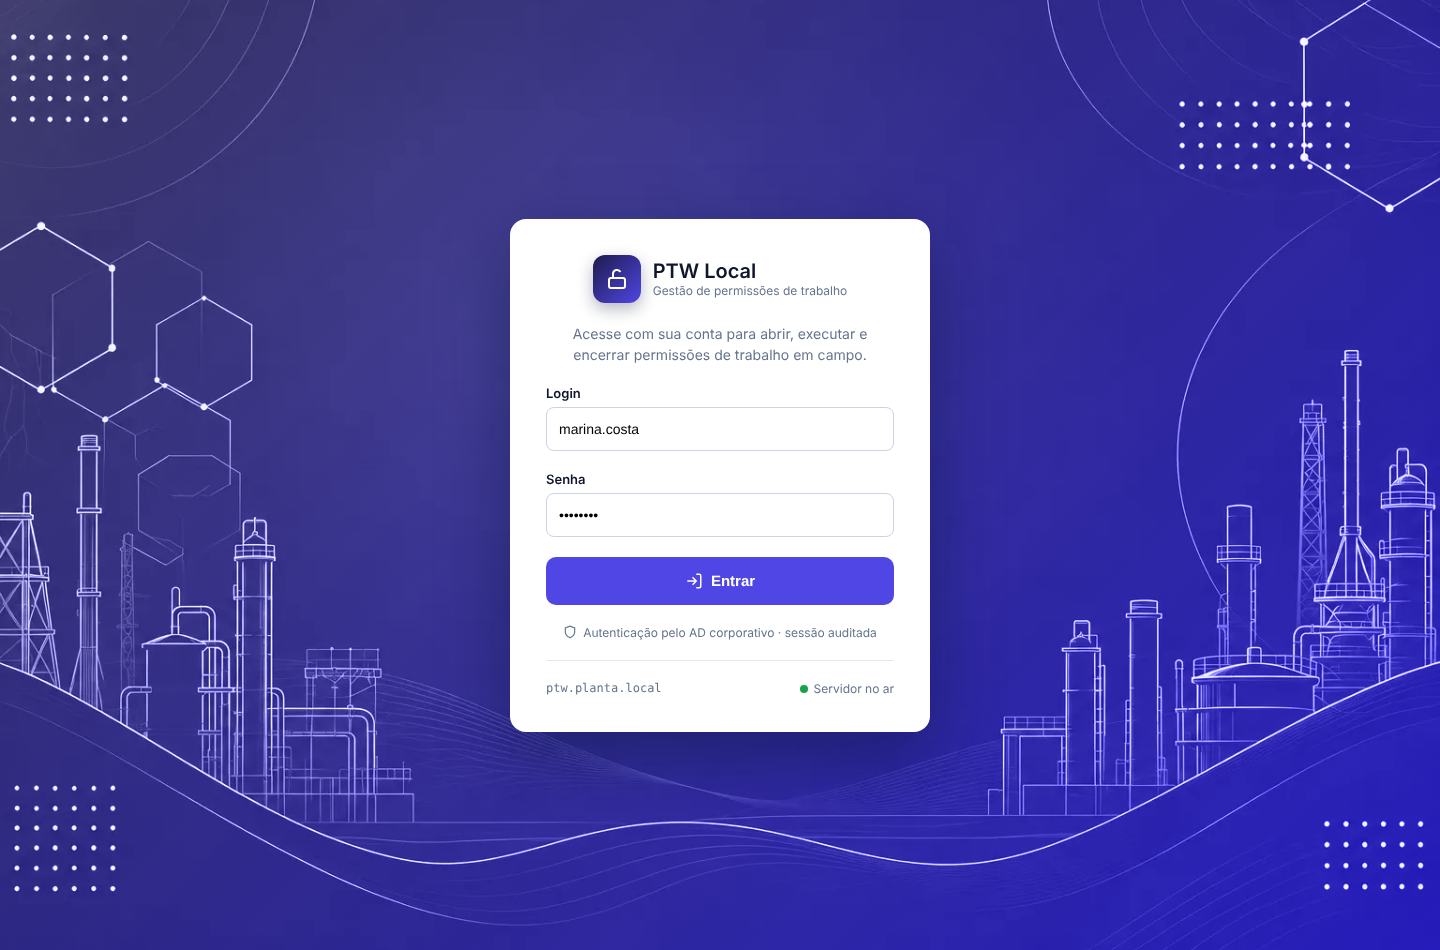 PTW Local
Gestão de permissões de trabalho
Acesse com sua conta para abrir, executar e
encerrar permissões de trabalho em campo.
Login
marina.costa
Senha
••••••••
Entrar
Autenticação pelo AD corporativo · sessão auditada
ptw.planta.local
Servidor no ar